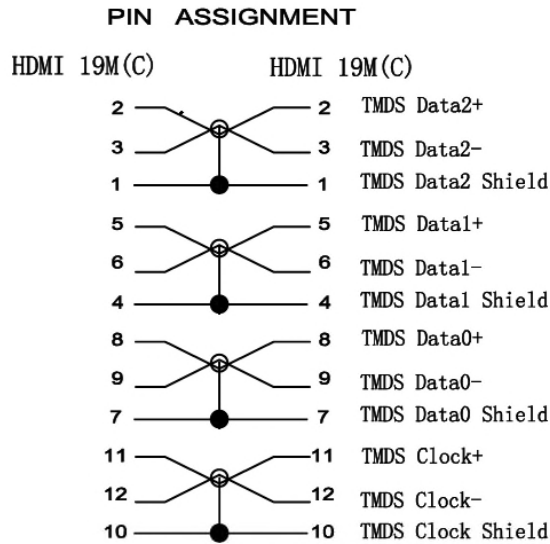 PIN ASSIGNMENT
HDMI 19M(C) HDMI 19M(C)
2 2 TMDS Data2+
3 3 TMDS Data2-
1 1 TMDS Data2 Shield
5 5 TMDS Data1+
6 6 TMDS Data1-
4 4 TMDS Data1 Shield
8 8 TMDS Data0+
9 9 TMDS Data0-
7 7 TMDS Data0 Shield
11 11 TMDS Clock+
12 12 TMDS Clock-
10 10 TMDS Clock Shield